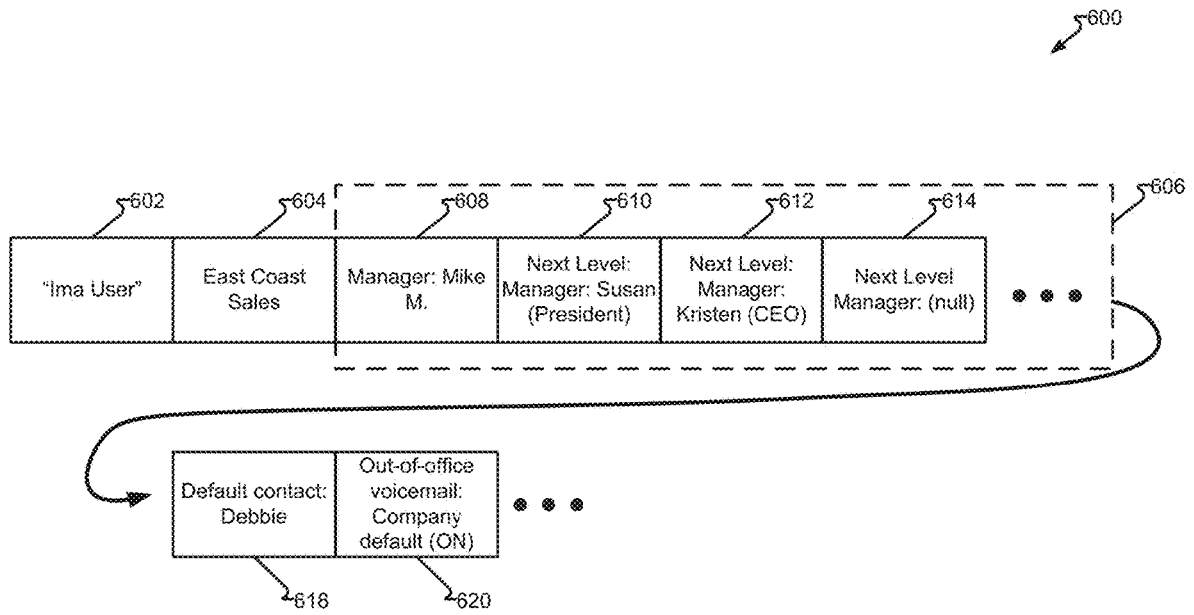 600
602
604
608
610
612
614
606
“Ima User”
East Coast
Sales
Manager: Mike
M.
Next Level:
Manager: Susan
(President)
Next Level:
Manager:
Kristen (CEO)
Next Level
Manager: (null)
Default contact:
Debbie
Out-of-office
voicemail:
Company
default (ON)
618
620